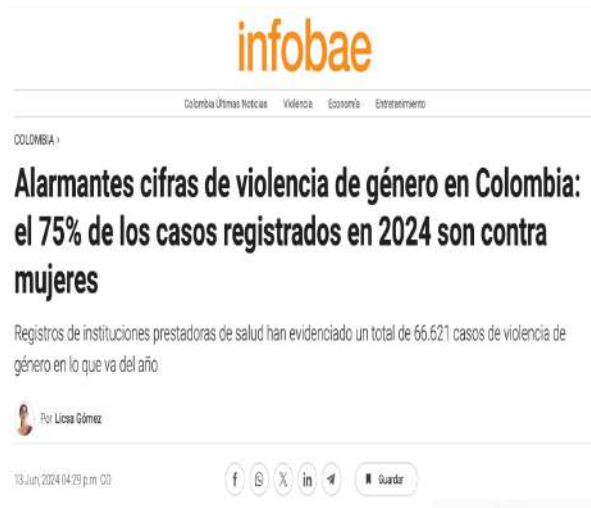 infobae
Colombia Últimas Noticias Violencia Economía Entretenimiento
COLOMBIA ›
Alarmantes cifras de violencia de género en Colombia:
el 75% de los casos registrados en 2024 son contra
mujeres
Registros de instituciones prestadoras de salud han evidenciado un total de 66.621 casos de violencia de
género en lo que va del año
Por Licsa Gómez
13 Jun, 2024 04:29 p.m. CO
Guardar